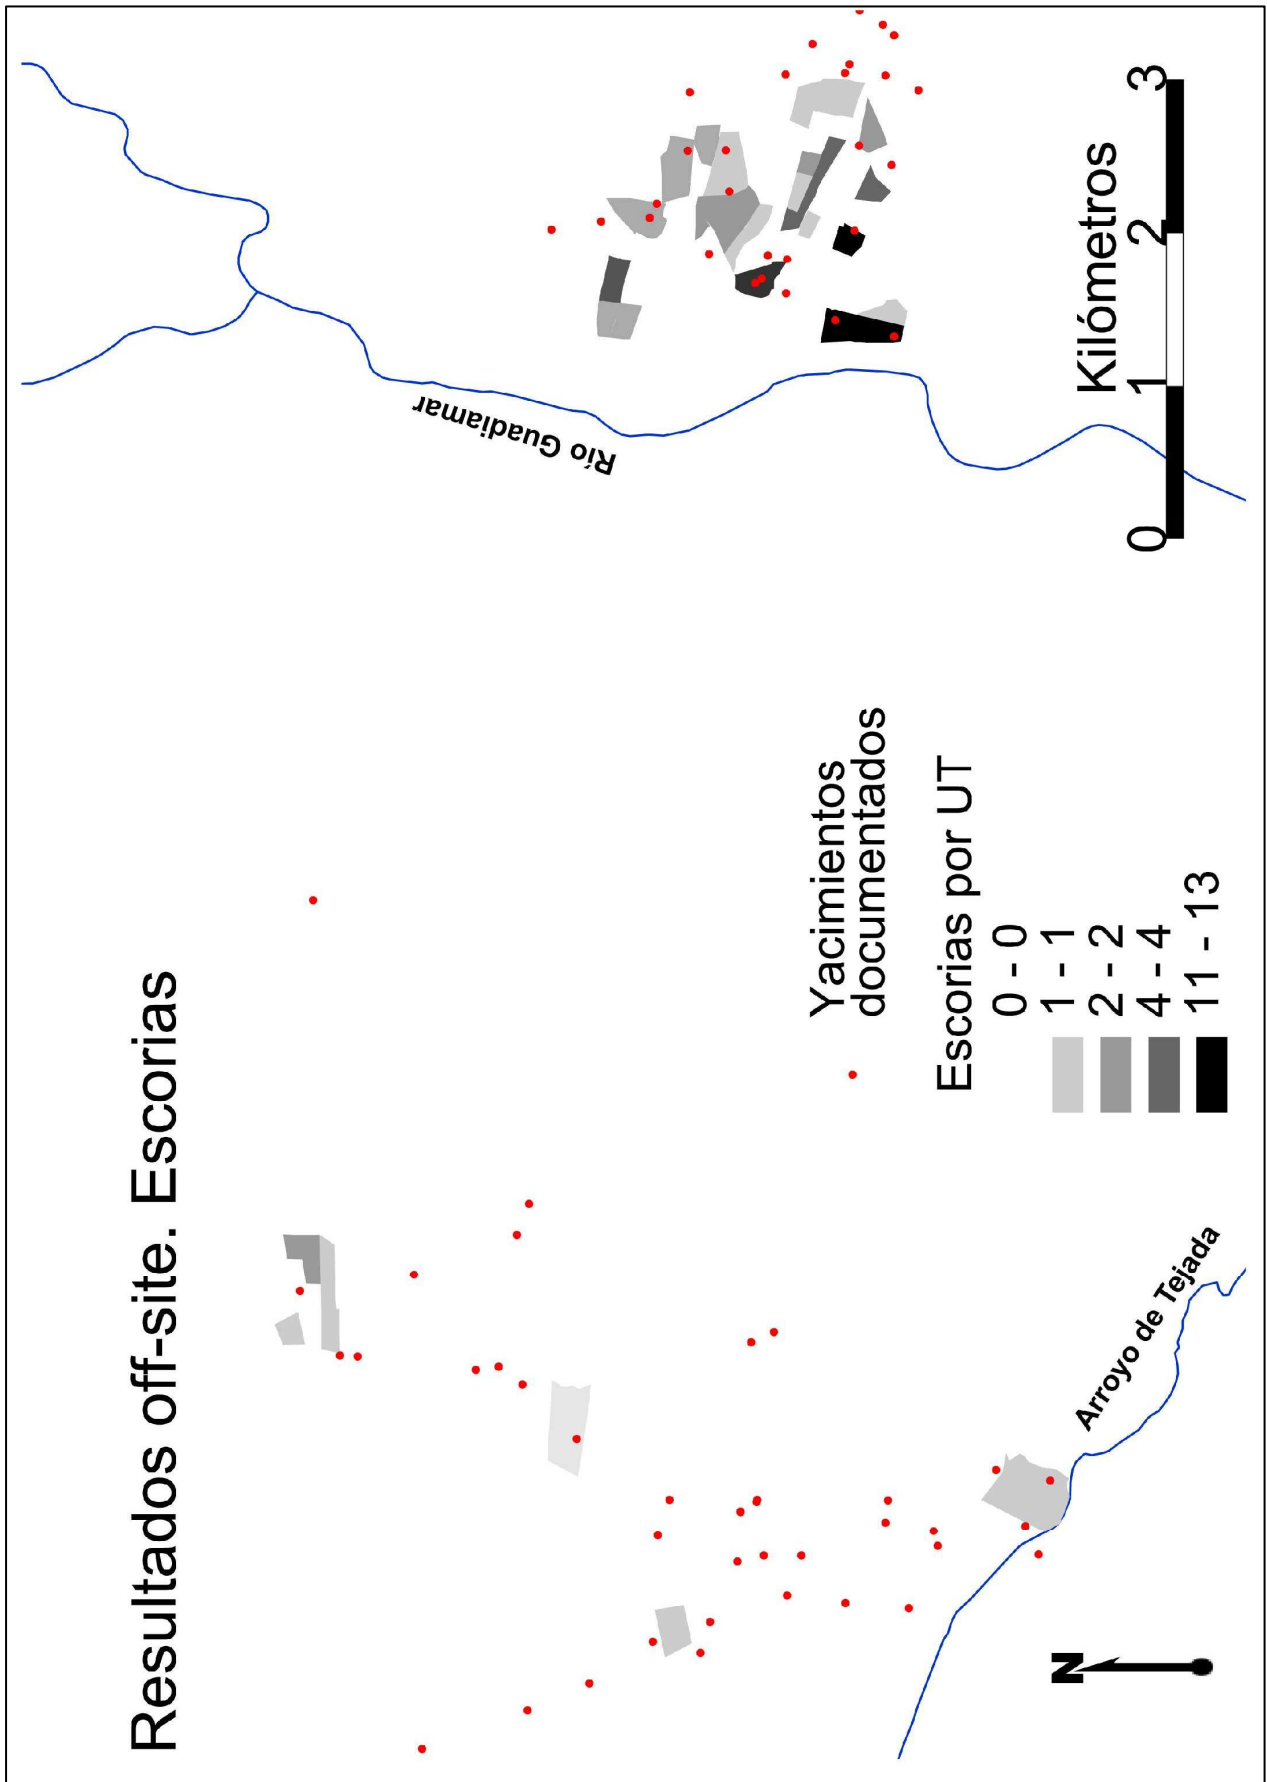 Resultados off-site. Escorias
Río Guadiamar
Arroyo de Tejada
N
Yacimientos
documentados
Escorias por UT
0 - 0
1 - 1
2 - 2
4 - 4
11 - 13
Kilómetros
0 1 2 3